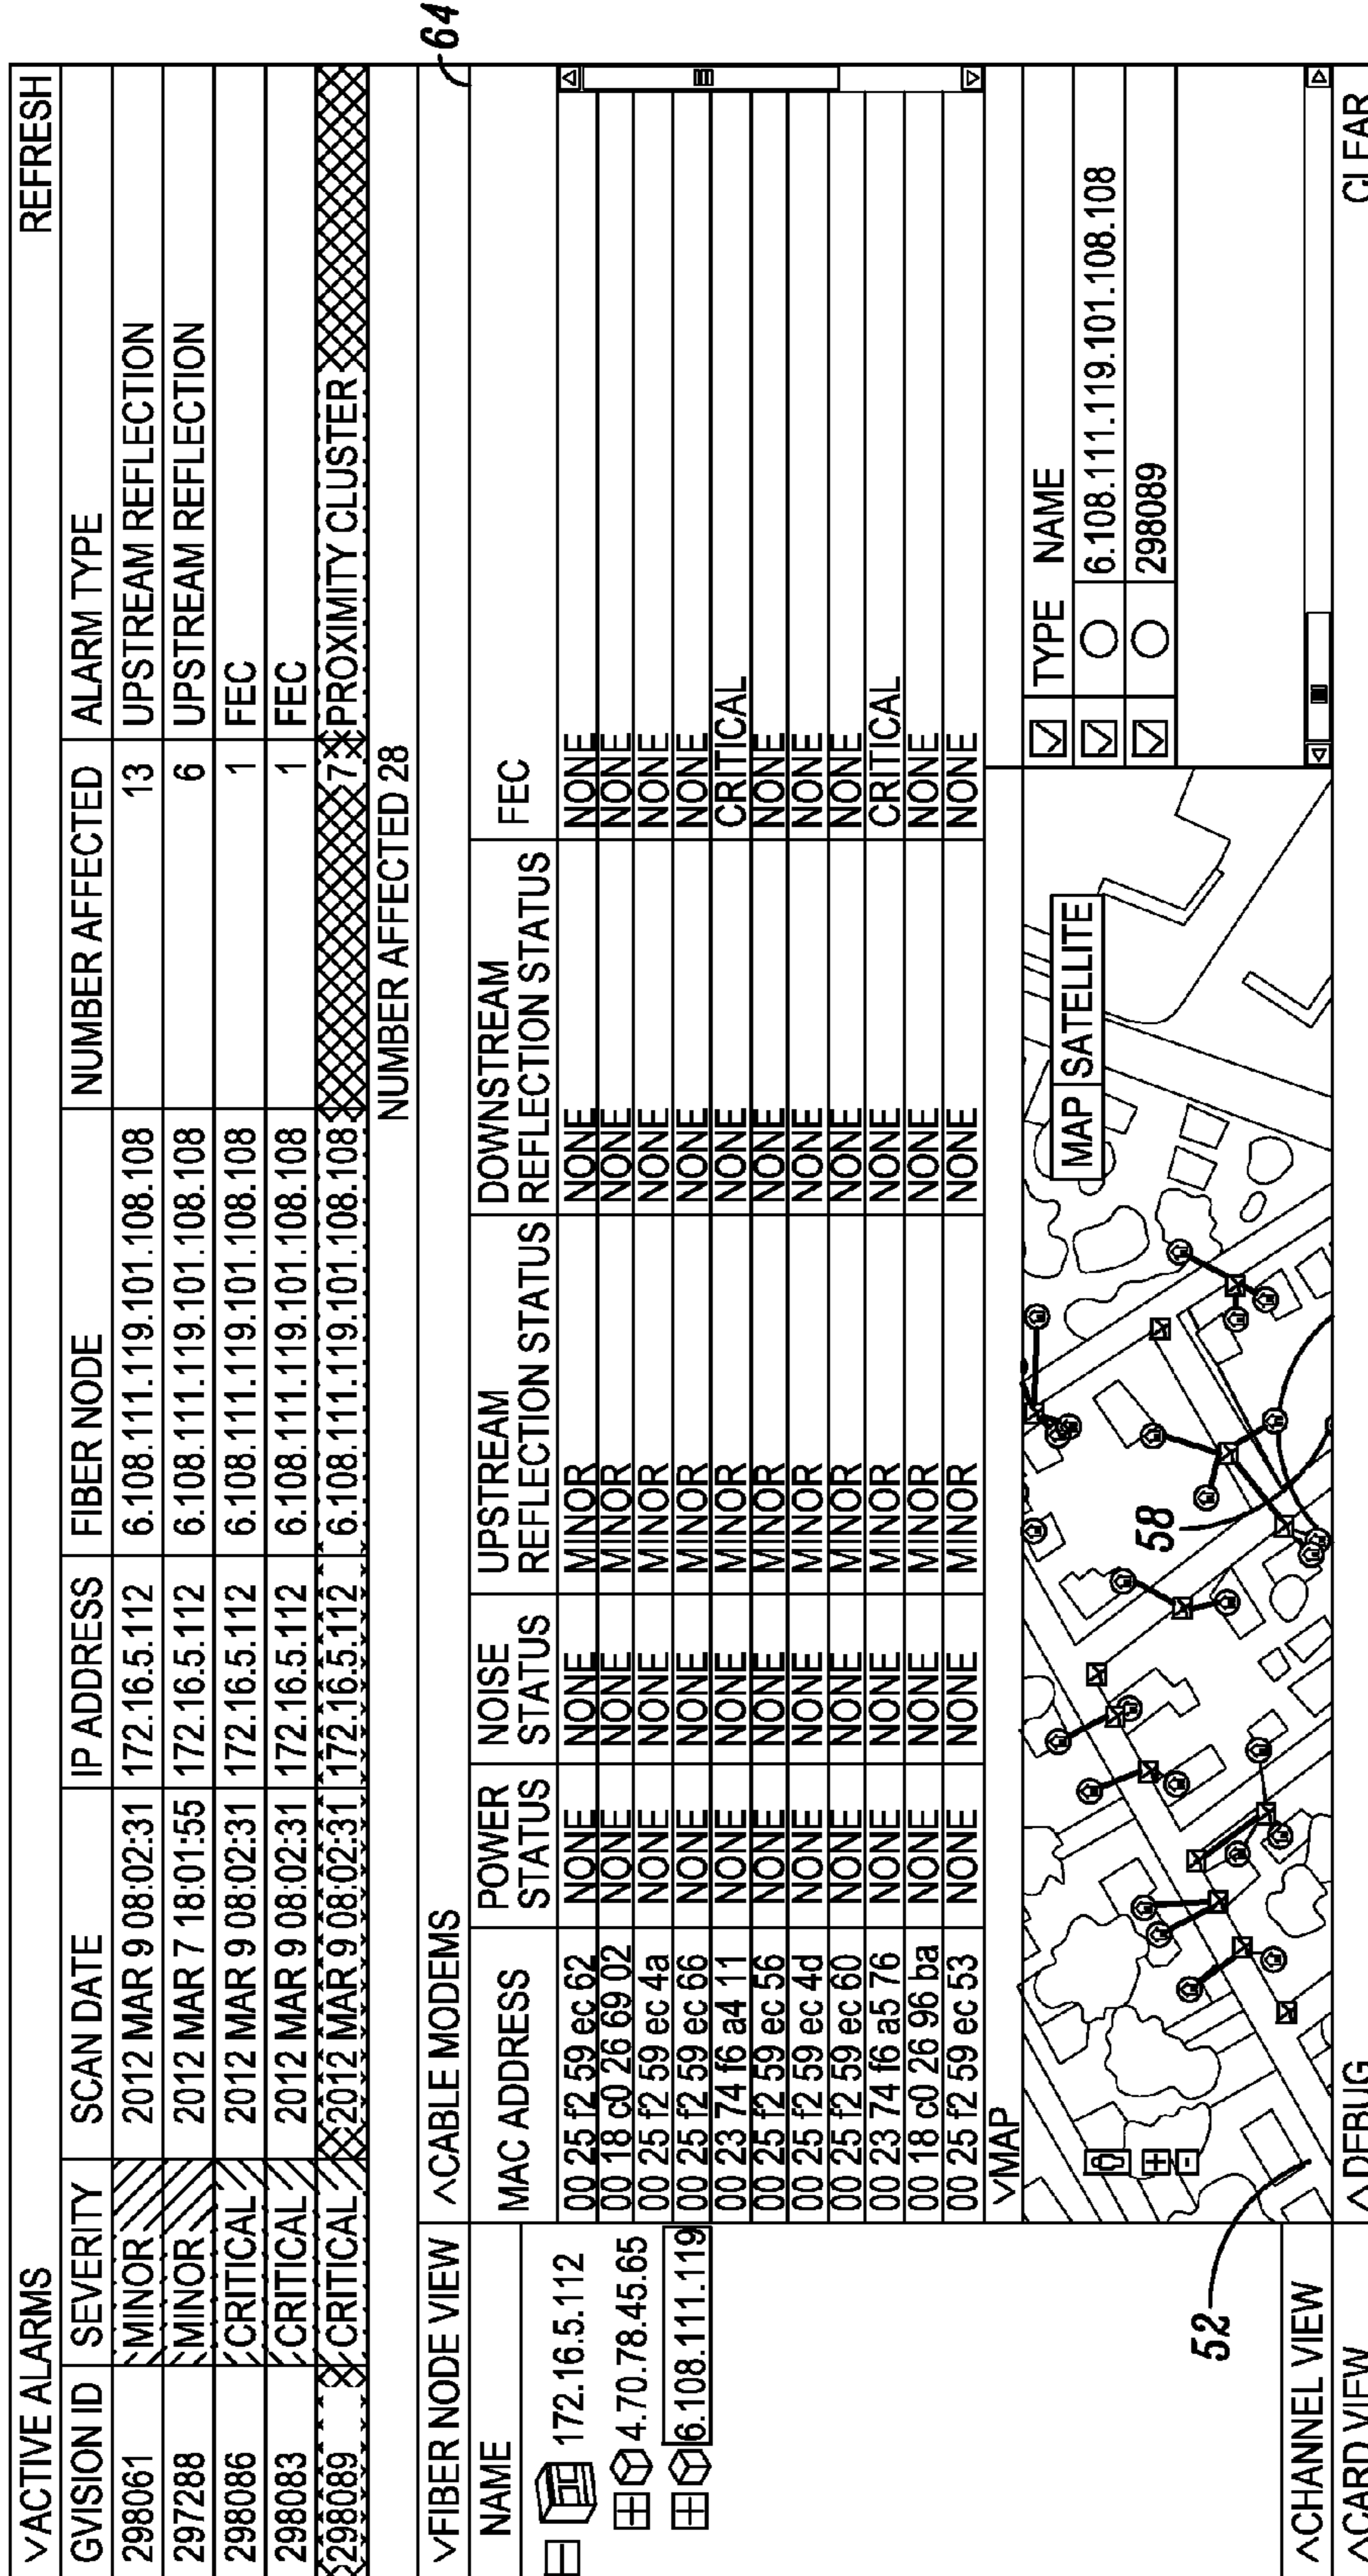 64
∨ACTIVE ALARMS REFRESH
GVISION ID SEVERITY SCAN DATE IP ADDRESS FIBER NODE NUMBER AFFECTED ALARM TYPE
298061 MINOR 2012 MAR 9 08:02:31 172.16.5.112 6.108.111.119.101.108.108 13 UPSTREAM REFLECTION
297288 MINOR 2012 MAR 7 18:01:55 172.16.5.112 6.108.111.119.101.108.108 6 UPSTREAM REFLECTION
298086 CRITICAL 2012 MAR 9 08:02:31 172.16.5.112 6.108.111.119.101.108.108 1 FEC
298083 CRITICAL 2012 MAR 9 08:02:31 172.16.5.112 6.108.111.119.101.108.108 1 FEC
298089 CRITICAL 2012 MAR 9 08:02:31 172.16.5.112 6.108.111.119.101.108.108 7 PROXIMITY CLUSTER
NUMBER AFFECTED 28
∨FIBER NODE VIEW
NAME
172.16.5.112
4.70.78.45.65
6.108.111.119
∧CABLE MODEMS
MAC ADDRESS POWER STATUS NOISE STATUS UPSTREAM REFLECTION STATUS DOWNSTREAM REFLECTION STATUS FEC
00 25 f2 59 ec 62 NONE NONE MINOR NONE NONE
00 18 c0 26 69 02 NONE NONE MINOR NONE NONE
00 25 f2 59 ec 4a NONE NONE MINOR NONE NONE
00 25 f2 59 ec 66 NONE NONE MINOR NONE NONE
00 23 74 f6 a4 11 NONE NONE MINOR NONE CRITICAL
00 25 f2 59 ec 56 NONE NONE MINOR NONE NONE
00 25 f2 59 ec 4d NONE NONE MINOR NONE NONE
00 25 f2 59 ec 60 NONE NONE MINOR NONE NONE
00 23 74 f6 a5 76 NONE NONE MINOR NONE CRITICAL
00 18 c0 26 96 ba NONE NONE MINOR NONE NONE
00 25 f2 59 ec 53 NONE NONE MINOR NONE NONE
∨MAP
MAP SATELLITE
TYPE NAME
6.108.111.119.101.108.108
298089
58
52
∧CHANNEL VIEW
∧CARD VIEW
∧DEBUG CLEAR